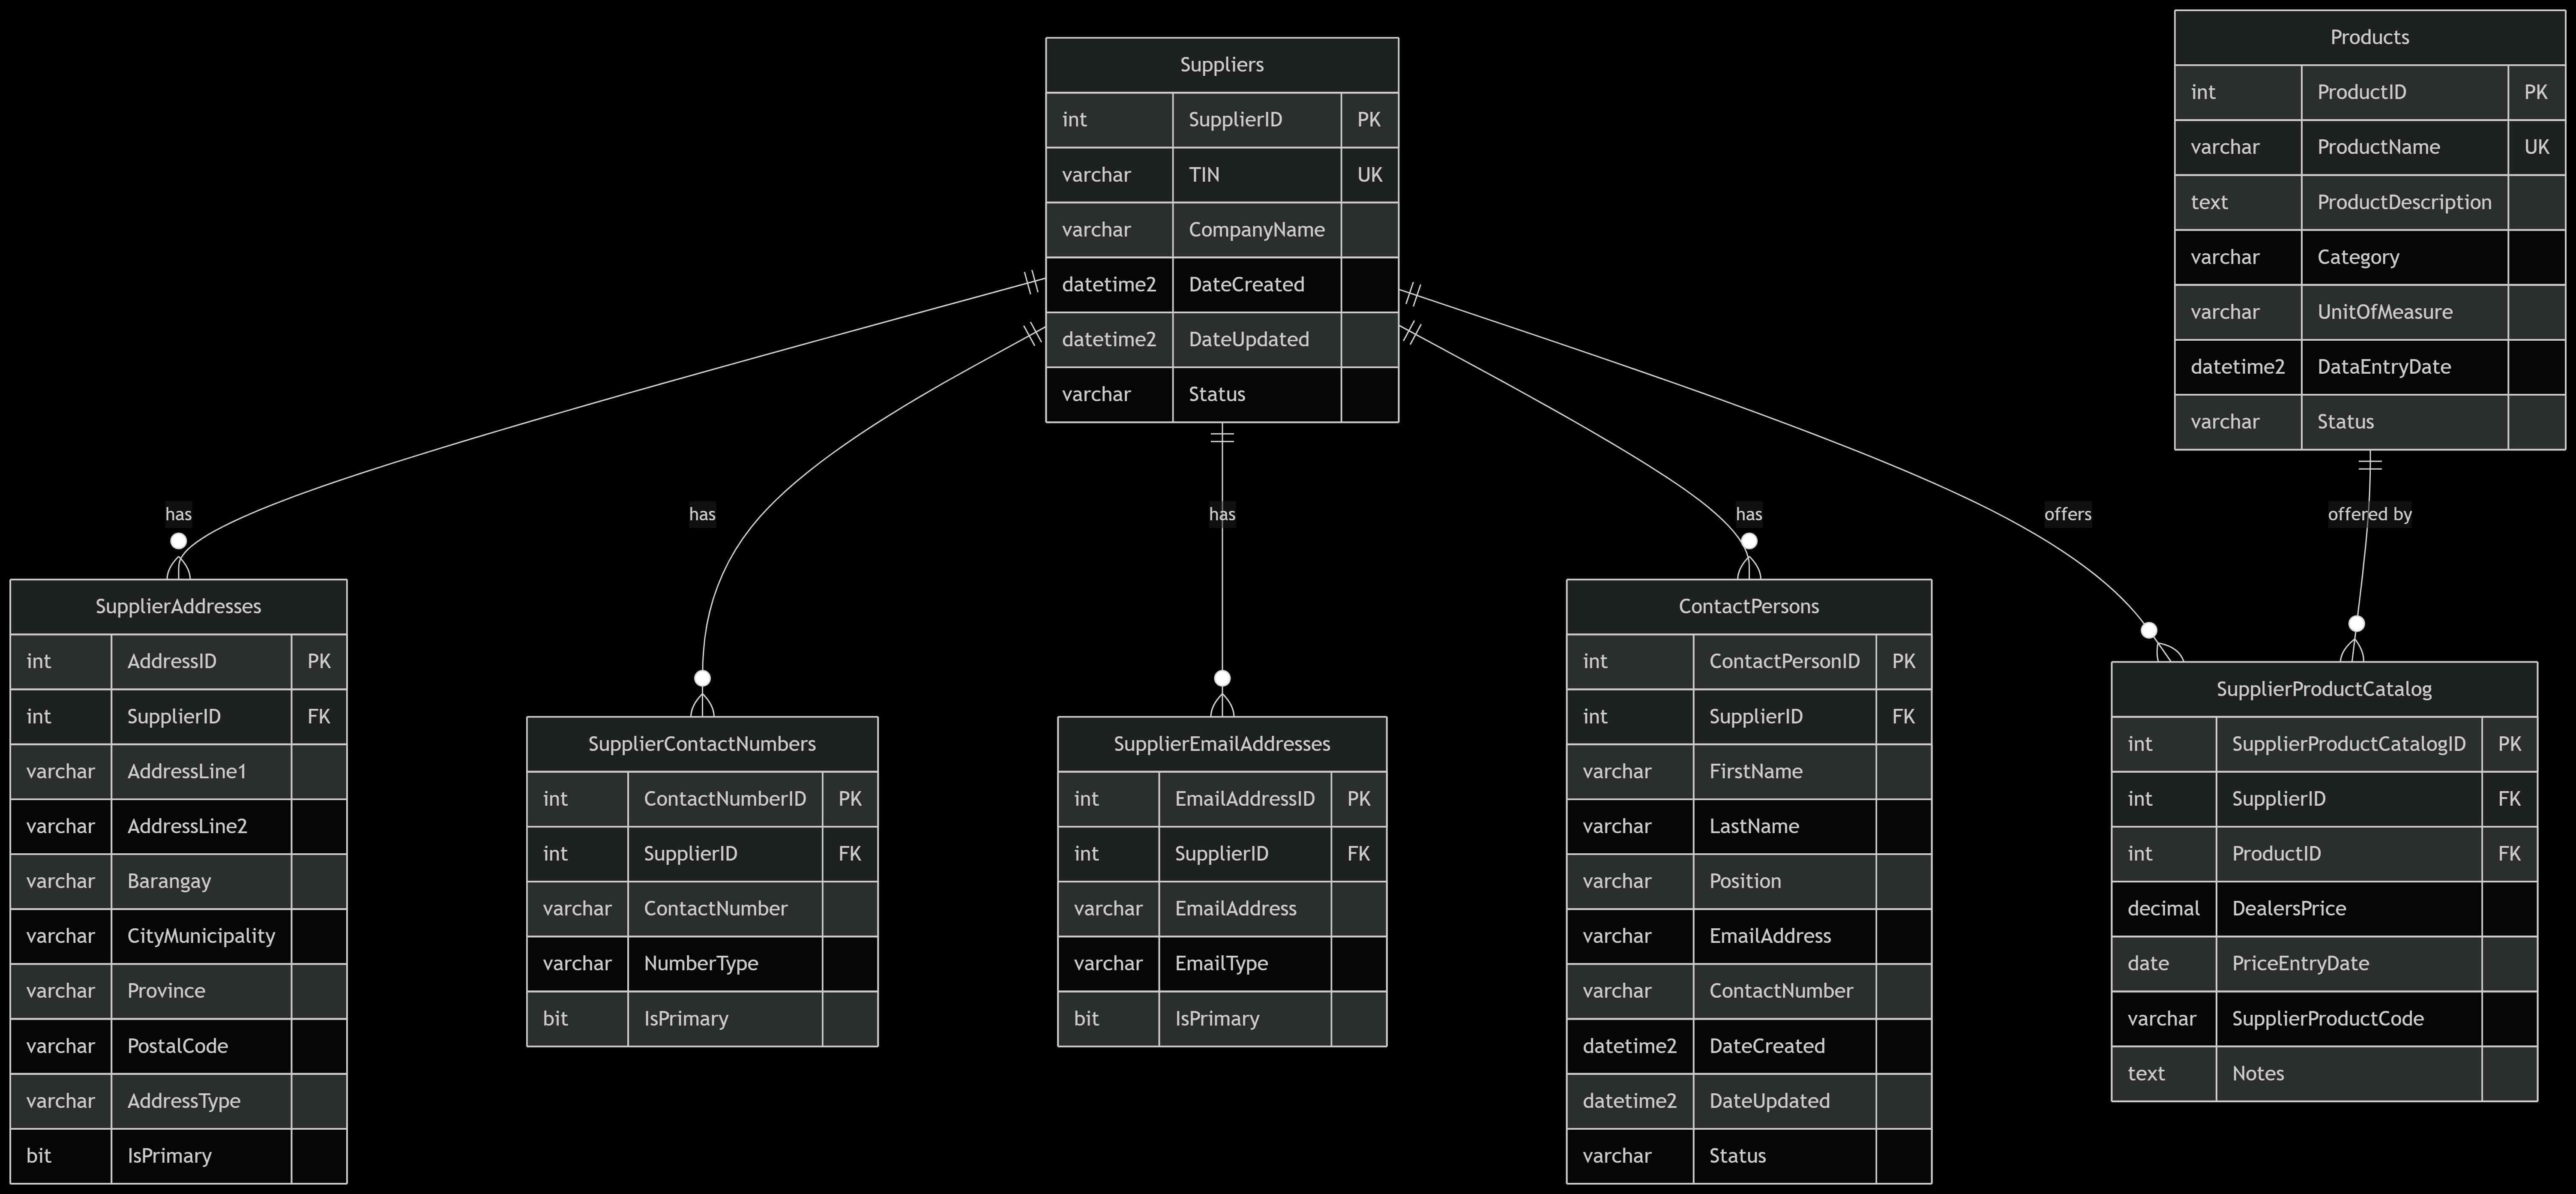 Suppliers
int SupplierID PK
varchar TIN UK
varchar CompanyName
datetime2 DateCreated
datetime2 DateUpdated
varchar Status
Products
int ProductID PK
varchar ProductName UK
text ProductDescription
varchar Category
varchar UnitOfMeasure
datetime2 DataEntryDate
varchar Status
has
has
has
has
offers
offered by
SupplierAddresses
int AddressID PK
int SupplierID FK
varchar AddressLine1
varchar AddressLine2
varchar Barangay
varchar CityMunicipality
varchar Province
varchar PostalCode
varchar AddressType
bit IsPrimary
SupplierContactNumbers
int ContactNumberID PK
int SupplierID FK
varchar ContactNumber
varchar NumberType
bit IsPrimary
SupplierEmailAddresses
int EmailAddressID PK
int SupplierID FK
varchar EmailAddress
varchar EmailType
bit IsPrimary
ContactPersons
int ContactPersonID PK
int SupplierID FK
varchar FirstName
varchar LastName
varchar Position
varchar EmailAddress
varchar ContactNumber
datetime2 DateCreated
datetime2 DateUpdated
varchar Status
SupplierProductCatalog
int SupplierProductCatalogID PK
int SupplierID FK
int ProductID FK
decimal DealersPrice
date PriceEntryDate
varchar SupplierProductCode
text Notes